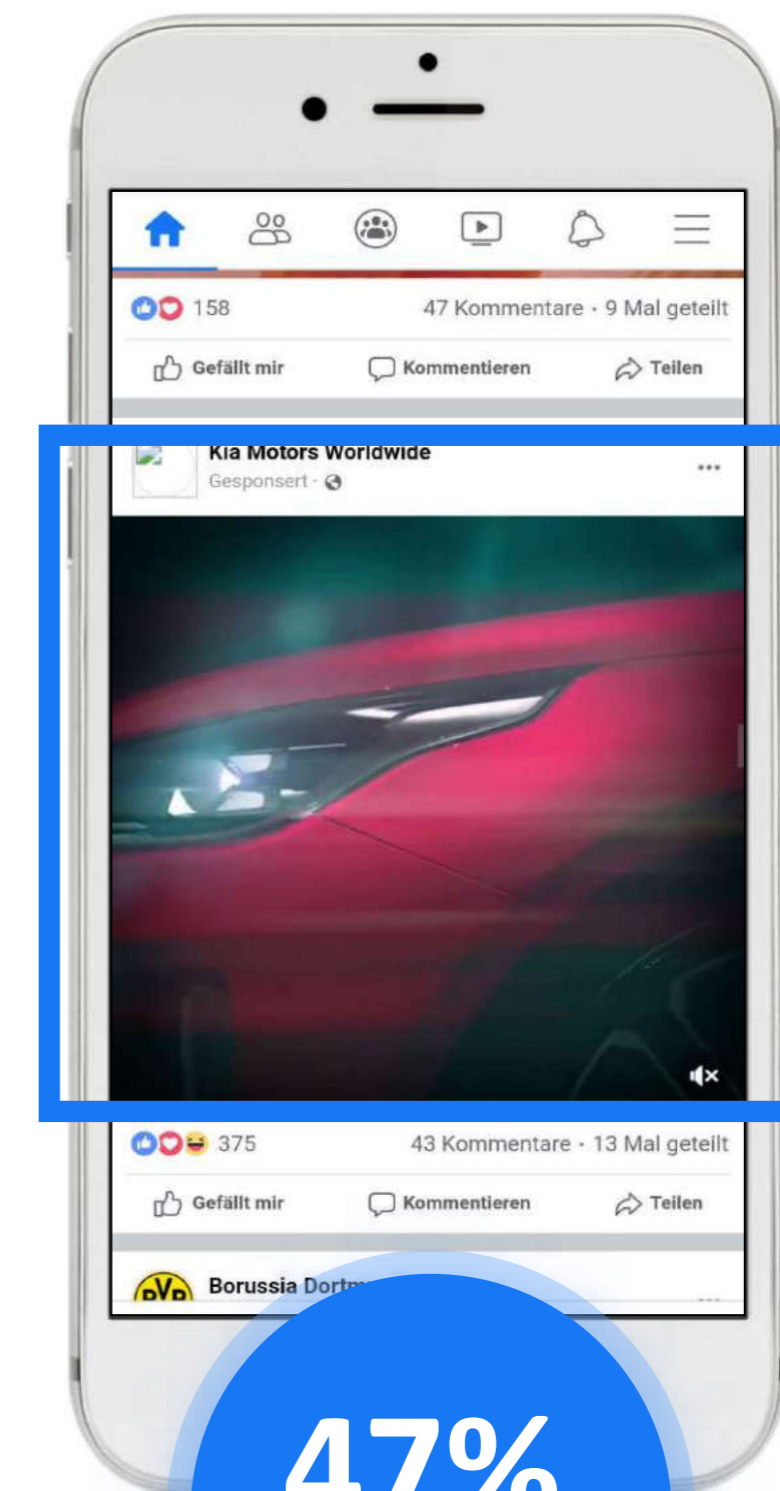 158 47 Kommentare · 9 Mal geteilt
Gefällt mir Kommentieren Teilen
Kia Motors Worldwide
Gesponsert ·
375 43 Kommentare · 13 Mal geteilt
Gefällt mir Kommentieren Teilen
BVB Borussia
47%